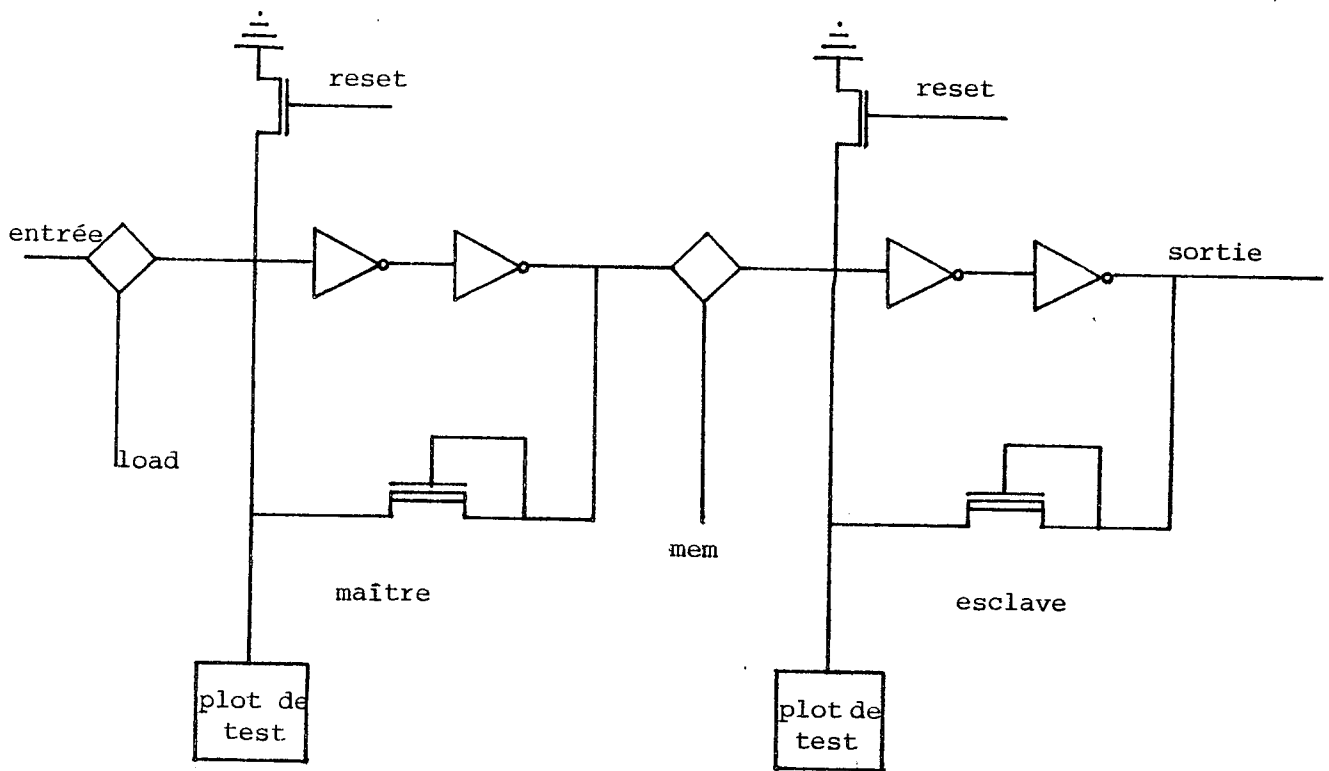 reset
reset
entrée
sortie
load
mem
maître
esclave
plot de
test
plot de
test